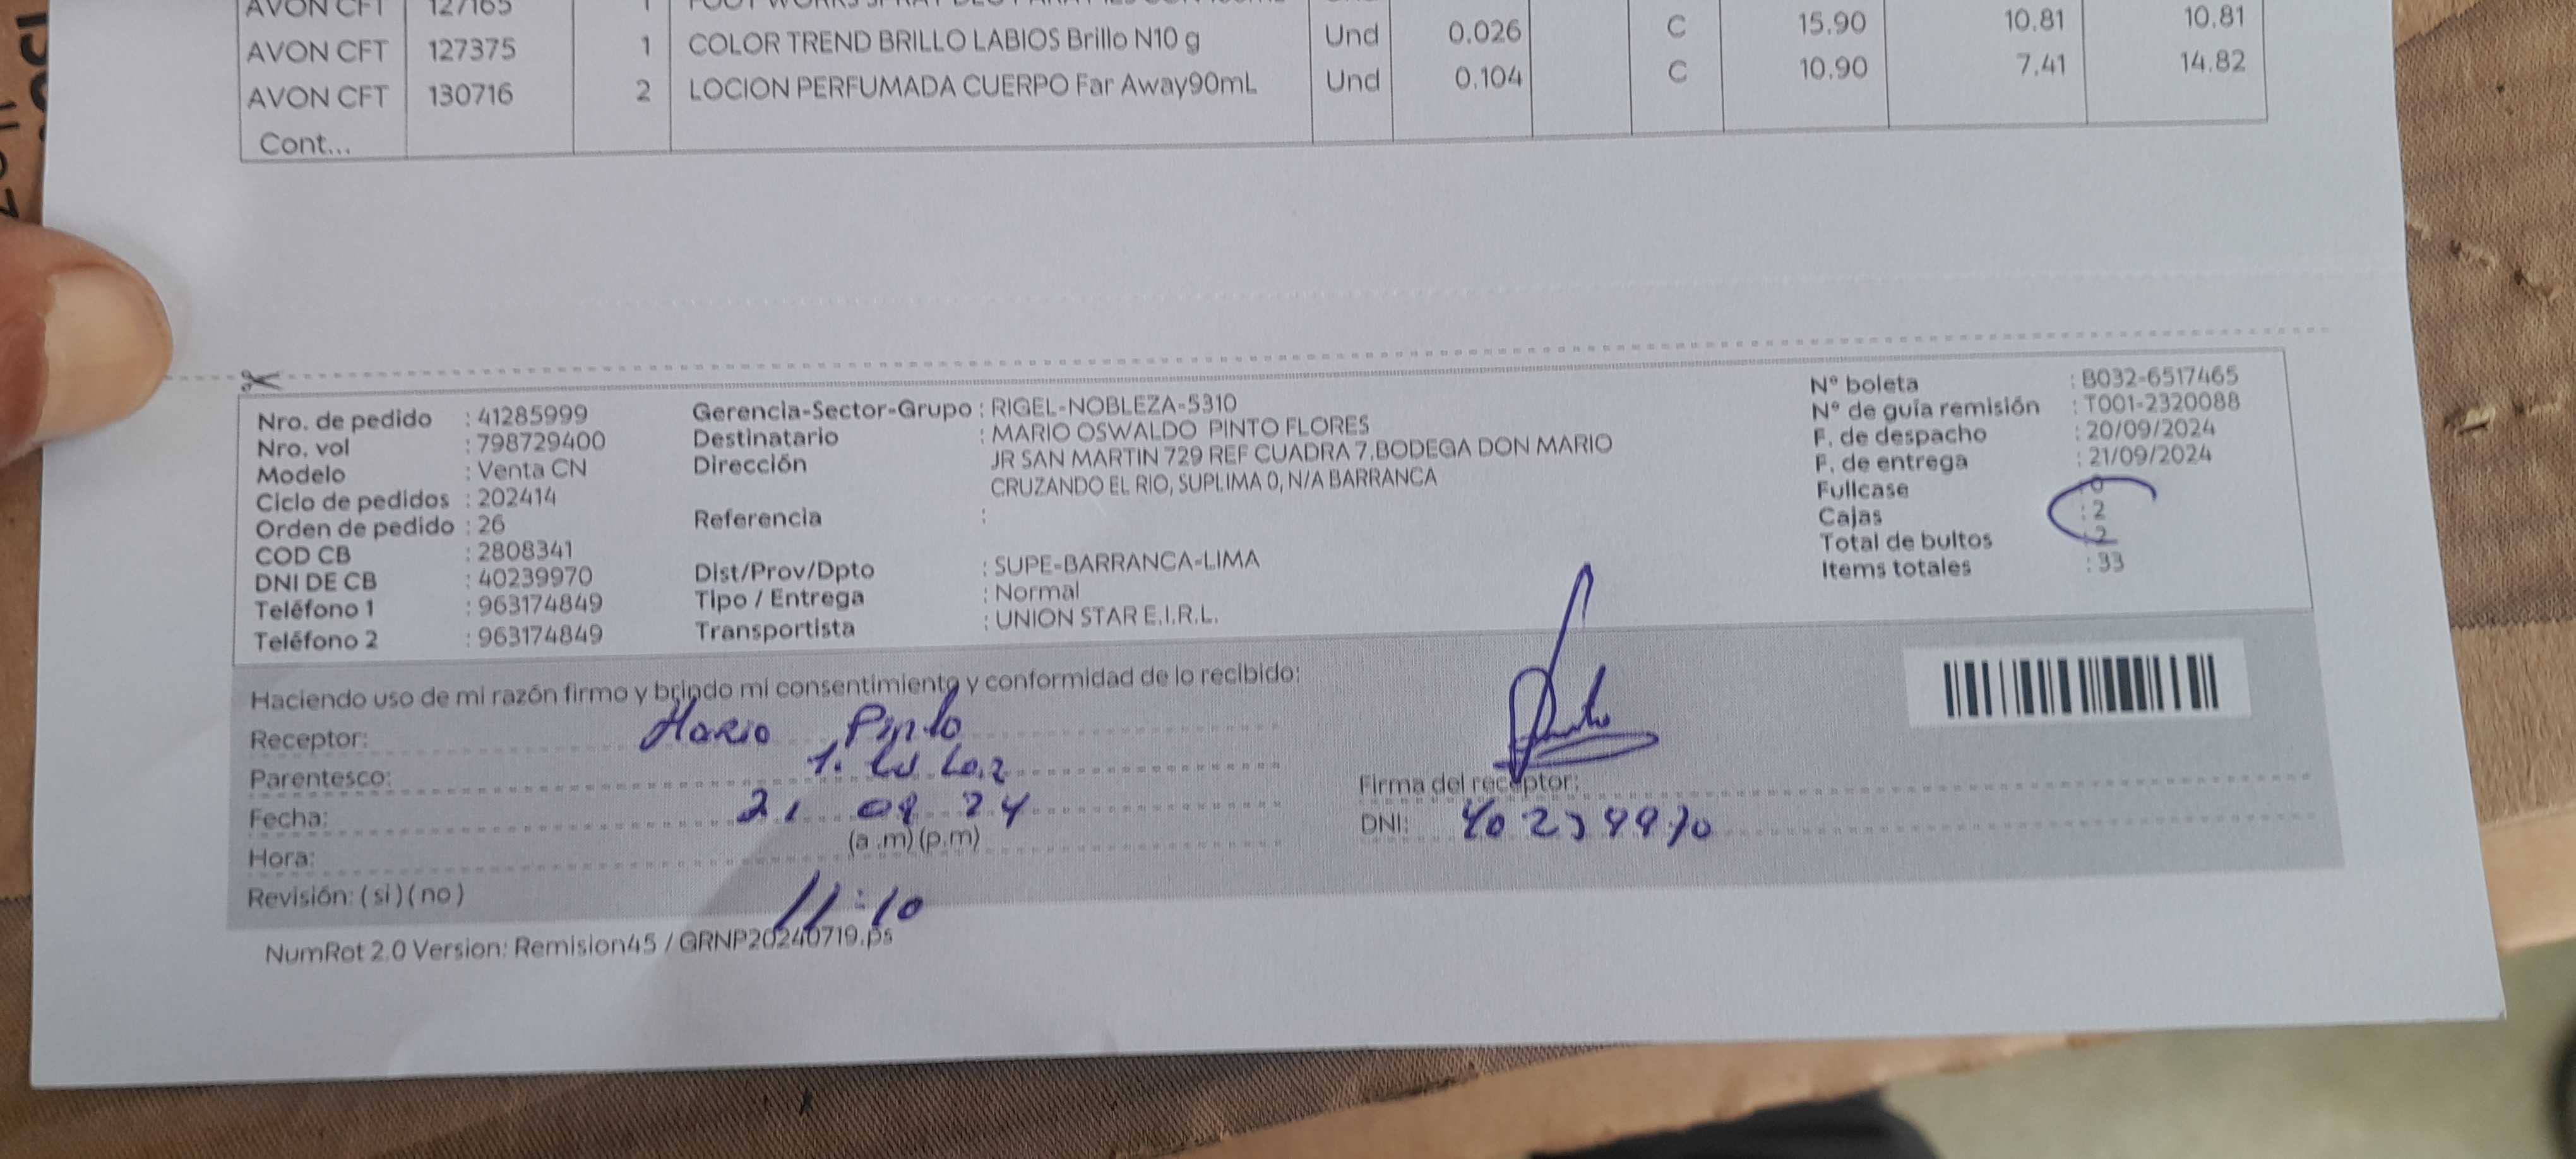 AVON CFT 127165 1
AVON CFT 127375 1 COLOR TREND BRILLO LABIOS Brillo N10 g Und 0.026 C 15.90 10.81 10.81
AVON CFT 130716 2 LOCION PERFUMADA CUERPO Far Away90mL Und 0.104 C 10.90 7.41 14.82
Cont...
Nro. de pedido : 41285999
Nro. vol : 798729400
Modelo : Venta CN
Ciclo de pedidos : 202414
Orden de pedido : 26
COD CB : 2808341
DNI DE CB : 40239970
Teléfono 1 : 963174849
Teléfono 2 : 963174849
Gerencia-Sector-Grupo : RIGEL-NOBLEZA-5310
Destinatario : MARIO OSWALDO PINTO FLORES
Dirección JR SAN MARTIN 729 REF CUADRA 7,BODEGA DON MARIO
CRUZANDO EL RIO, SUPLIMA 0, N/A BARRANCA
Referencia :
Dist/Prov/Dpto : SUPE-BARRANCA-LIMA
Tipo / Entrega : Normal
Transportista : UNION STAR E.I.R.L.
N° boleta : B032-6517465
N° de guía remisión : T001-2320088
F. de despacho : 20/09/2024
F. de entrega : 21/09/2024
Fullcase : 0
Cajas : 2
Total de bultos : 2
Items totales : 33
Haciendo uso de mi razón firmo y brindo mi consentimiento y conformidad de lo recibido:
Receptor: Mario Pinto
Parentesco:
Fecha: 21 09 24
Hora: (a.m) (p.m)
11:10
Revisión: ( si ) ( no )
Firma del receptor:
DNI: 40239970
NumRot 2.0 Version: Remision45 / GRNP20240719.ps